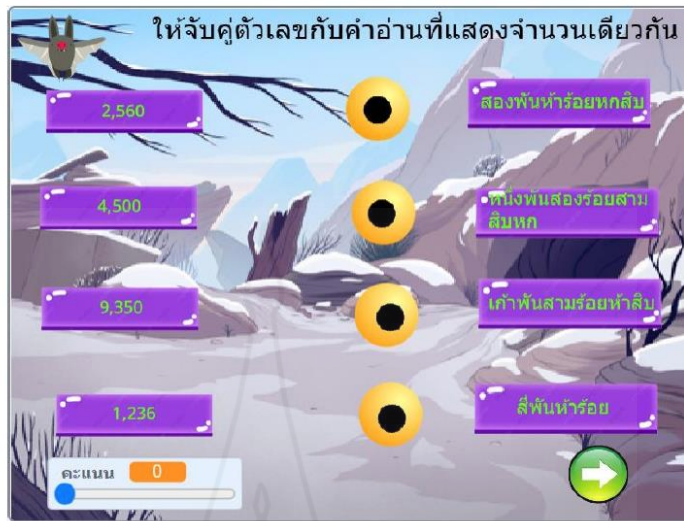 ให้จับคู่ตัวเลขกับคำอ่านที่แสดงจำนวนเดียวกัน
2,560
สองพันห้าร้อยหกสิบ
4,500
หนึ่งพันสองร้อยสาม
สิบหก
9,350
เก้าพันสามร้อยห้าสิบ
1,236
สี่พันห้าร้อย
คะแนน 0